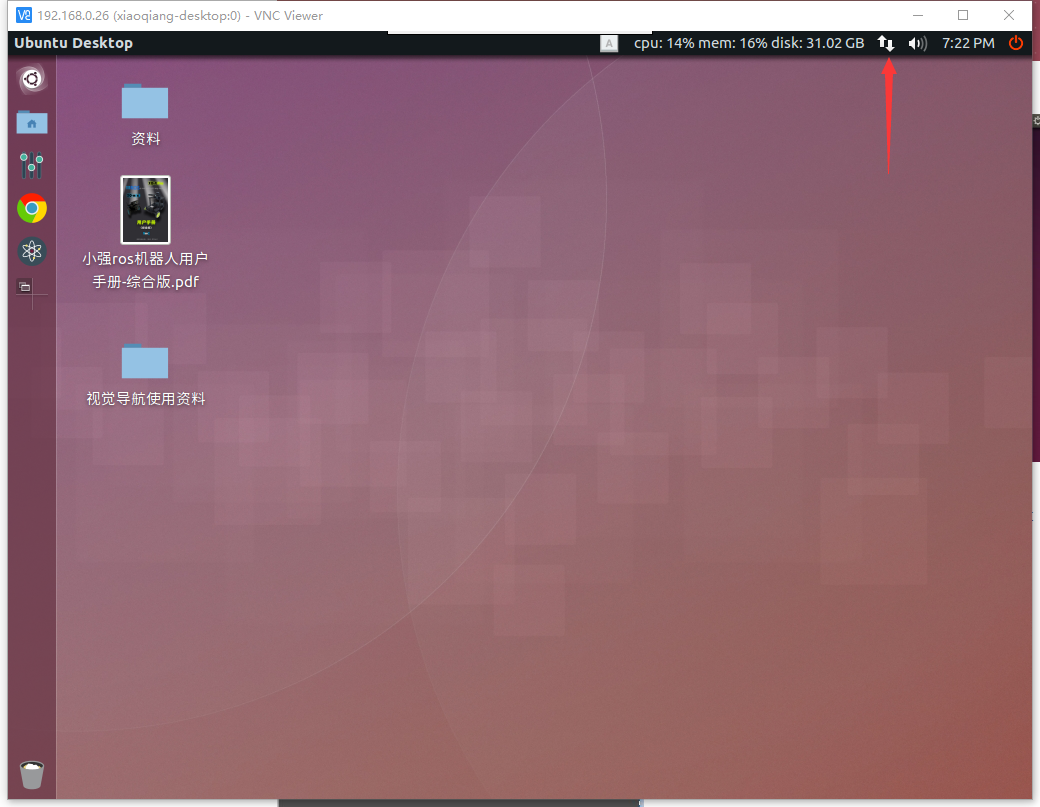 192.168.0.26 (xiaoqiang-desktop:0) - VNC Viewer
Ubuntu Desktop
A
cpu: 14% mem: 16% disk: 31.02 GB
7:22 PM
资料
小强ros机器人用户
手册-综合版.pdf
视觉导航使用资料